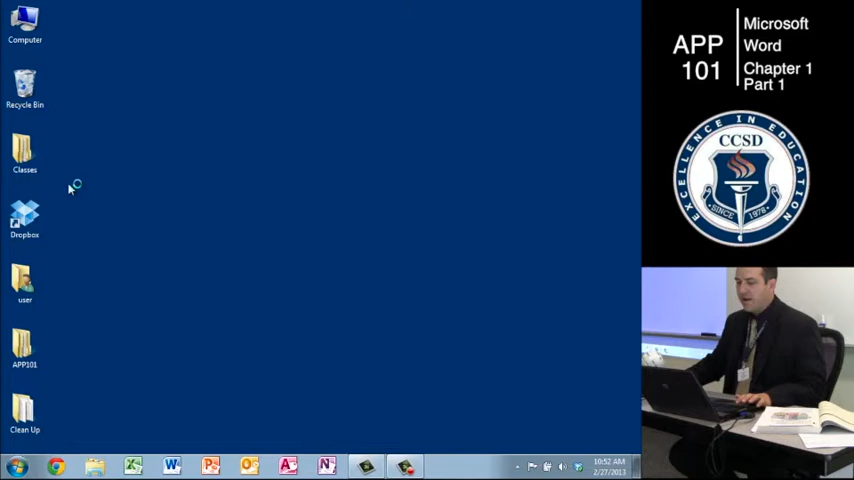 Computer
Recycle Bin
Classes
Dropbox
user
APP101
Clean Up
10:52 AM
2/27/2013
APP
101
Microsoft
Word
Chapter 1
Part 1
EXCELLENCE IN EDUCATION
CCSD
SINCE 1978